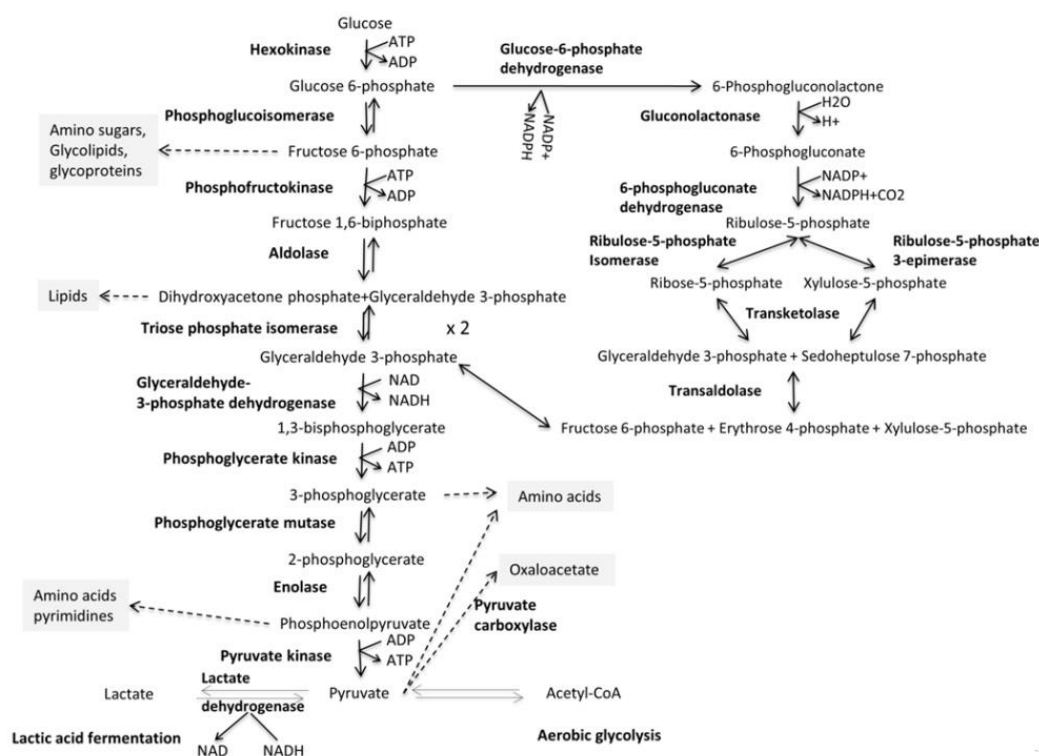 Glucose
Hexokinase
ATP
ADP
Glucose-6-phosphate
dehydrogenase
Glucose 6-phosphate
6-Phosphogluconolactone
NADPH
NADP+
Phosphoglucoisomerase
Gluconolactonase
H2O
H+
Amino sugars,
Glycolipids,
glycoproteins
Fructose 6-phosphate
6-Phosphogluconate
Phosphofructokinase
ATP
ADP
6-phosphogluconate
dehydrogenase
NADP+
NADPH+CO2
Fructose 1,6-biphosphate
Ribulose-5-phosphate
Aldolase
Ribulose-5-phosphate
Isomerase
Ribulose-5-phosphate
3-epimerase
Lipids
Dihydroxyacetone phosphate+Glyceraldehyde 3-phosphate
Ribose-5-phosphate
Xylulose-5-phosphate
Triose phosphate isomerase
x 2
Transketolase
Glyceraldehyde 3-phosphate
Glyceraldehyde 3-phosphate + Sedoheptulose 7-phosphate
Glyceraldehyde-
3-phosphate dehydrogenase
NAD
NADH
Transaldolase
1,3-bisphosphoglycerate
Fructose 6-phosphate + Erythrose 4-phosphate + Xylulose-5-phosphate
Phosphoglycerate kinase
ADP
ATP
3-phosphoglycerate
Amino acids
Phosphoglycerate mutase
2-phosphoglycerate
Oxaloacetate
Enolase
Amino acids
pyrimidines
Phosphoenolpyruvate
Pyruvate
carboxylase
Pyruvate kinase
ADP
ATP
Lactate
Lactate
dehydrogenase
Pyruvate
Acetyl-CoA
Lactic acid fermentation
NAD
NADH
Aerobic glycolysis